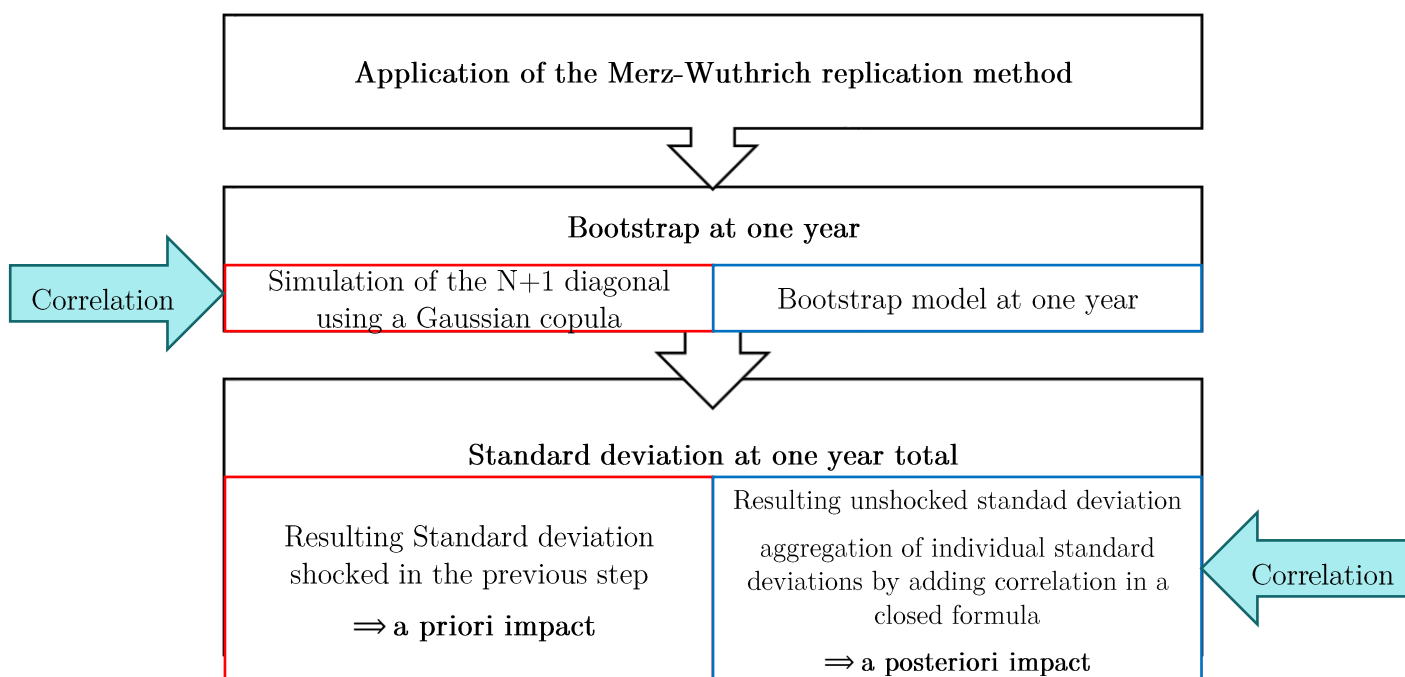 Application of the Merz-Wuthrich replication method
Bootstrap at one year
Correlation
Simulation of the N+1 diagonal
using a Gaussian copula
Bootstrap model at one year
Standard deviation at one year total
Resulting Standard deviation
shocked in the previous step
⟹ a priori impact
Resulting unshocked standad deviation
aggregation of individual standard
deviations by adding correlation in a
closed formula
⟹ a posteriori impact
Correlation